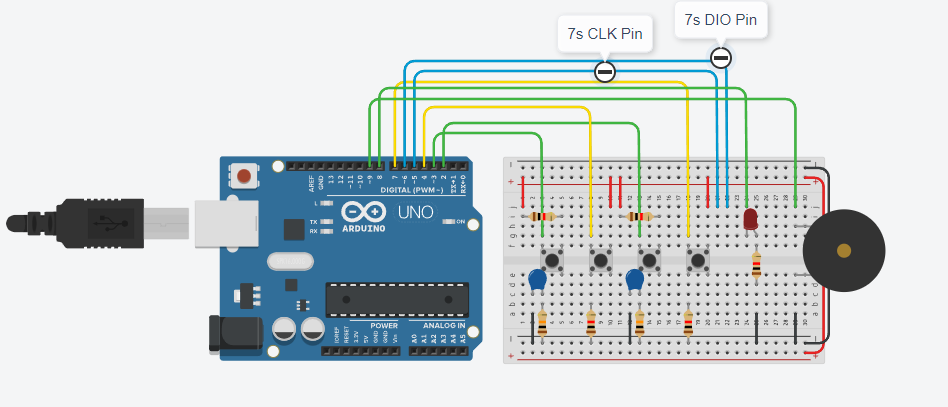 7s DIO Pin
7s CLK Pin
AREF
GND
13
12
~11
~10
~9
8
7
~6
~5
4
~3
2
TX→1
RX←0
DIGITAL (PWM~)
L
TX
RX
UNO
ARDUINO
ON
POWER
ANALOG IN
IOREF
RESET
3.3V
5V
GND
GND
Vin
A0
A1
A2
A3
A4
A5